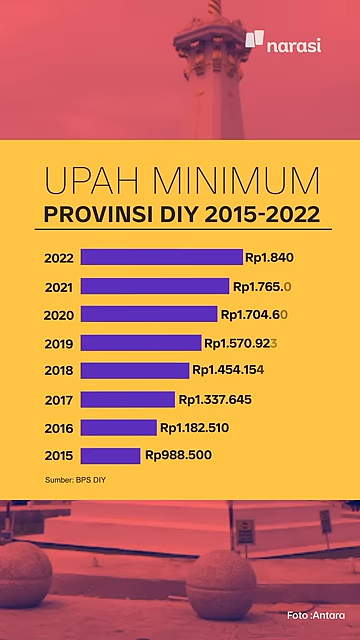 narasi
UPAH MINIMUM
PROVINSI DIY 2015-2022
2022 Rp1.840
2021 Rp1.765.0
2020 Rp1.704.60
2019 Rp1.570.923
2018 Rp1.454.154
2017 Rp1.337.645
2016 Rp1.182.510
2015 Rp988.500
Sumber: BPS DIY
Foto :Antara